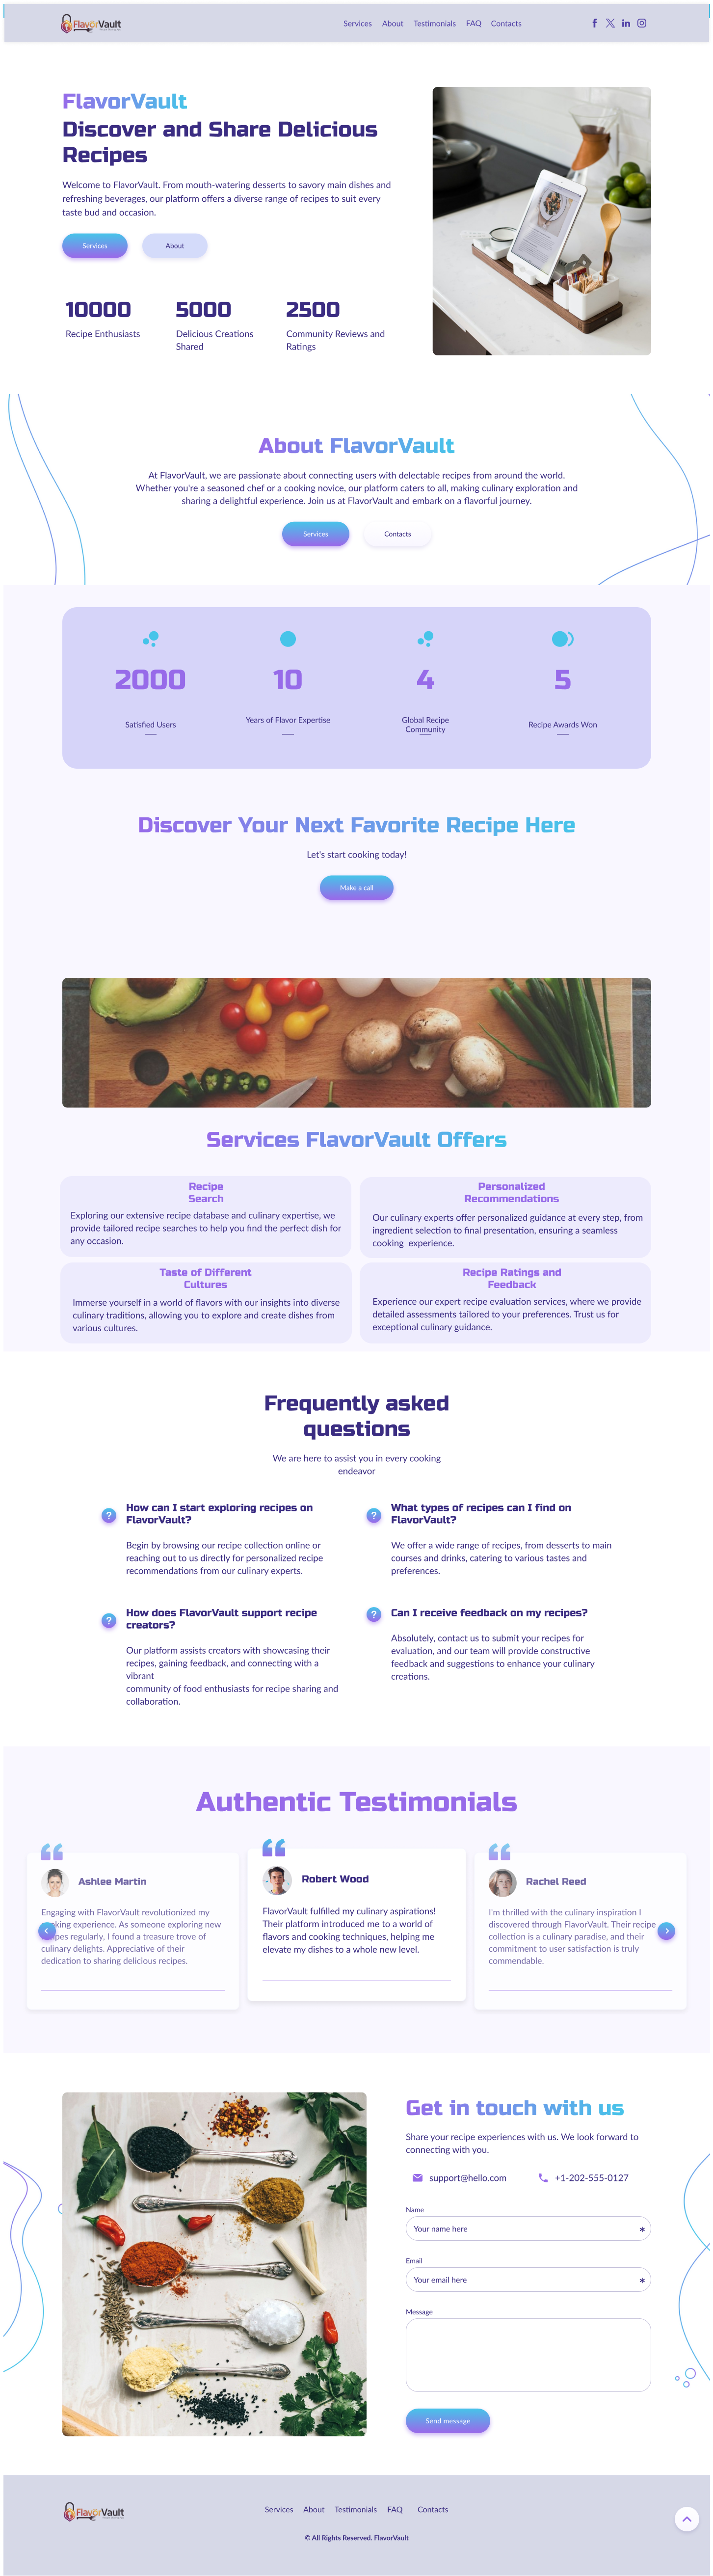 FlavorVault
Services About Testimonials FAQ Contacts
FlavorVault
Discover and Share Delicious
Recipes
Welcome to FlavorVault. From mouth-watering desserts to savory main dishes and
refreshing beverages, our platform offers a diverse range of recipes to suit every
taste bud and occasion.
Services
About
10000
Recipe Enthusiasts
5000
Delicious Creations
Shared
2500
Community Reviews and
Ratings
About FlavorVault
At FlavorVault, we are passionate about connecting users with delectable recipes from around the world.
Whether you're a seasoned chef or a cooking novice, our platform caters to all, making culinary exploration and
sharing a delightful experience. Join us at FlavorVault and embark on a flavorful journey.
Services
Contacts
2000
Satisfied Users
10
Years of Flavor Expertise
4
Global Recipe
Community
5
Recipe Awards Won
Discover Your Next Favorite Recipe Here
Let's start cooking today!
Make a call
Services FlavorVault Offers
Recipe
Search
Exploring our extensive recipe database and culinary expertise, we
provide tailored recipe searches to help you find the perfect dish for
any occasion.
Personalized
Recommendations
Our culinary experts offer personalized guidance at every step, from
ingredient selection to final presentation, ensuring a seamless
cooking experience.
Taste of Different
Cultures
Immerse yourself in a world of flavors with our insights into diverse
culinary traditions, allowing you to explore and create dishes from
various cultures.
Recipe Ratings and
Feedback
Experience our expert recipe evaluation services, where we provide
detailed assessments tailored to your preferences. Trust us for
exceptional culinary guidance.
Frequently asked
questions
We are here to assist you in every cooking
endeavor
How can I start exploring recipes on
FlavorVault?
Begin by browsing our recipe collection online or
reaching out to us directly for personalized recipe
recommendations from our culinary experts.
What types of recipes can I find on
FlavorVault?
We offer a wide range of recipes, from desserts to main
courses and drinks, catering to various tastes and
preferences.
How does FlavorVault support recipe
creators?
Our platform assists creators with showcasing their
recipes, gaining feedback, and connecting with a
vibrant
community of food enthusiasts for recipe sharing and
collaboration.
Can I receive feedback on my recipes?
Absolutely, contact us to submit your recipes for
evaluation, and our team will provide constructive
feedback and suggestions to enhance your culinary
creations.
Authentic Testimonials
Ashlee Martin
Engaging with FlavorVault revolutionized my
king experience. As someone exploring new
pes regularly, I found a treasure trove of
culinary delights. Appreciative of their
dedication to sharing delicious recipes.
Robert Wood
FlavorVault fulfilled my culinary aspirations!
Their platform introduced me to a world of
flavors and cooking techniques, helping me
elevate my dishes to a whole new level.
Rachel Reed
I'm thrilled with the culinary inspiration I
discovered through FlavorVault. Their recipe
collection is a culinary paradise, and their
commitment to user satisfaction is truly
commendable.
Get in touch with us
Share your recipe experiences with us. We look forward to
connecting with you.
support@hello.com
+1-202-555-0127
Name
Your name here *
Email
Your email here *
Message
Send message
FlavorVault
Services About Testimonials FAQ Contacts
© All Rights Reserved. FlavorVault